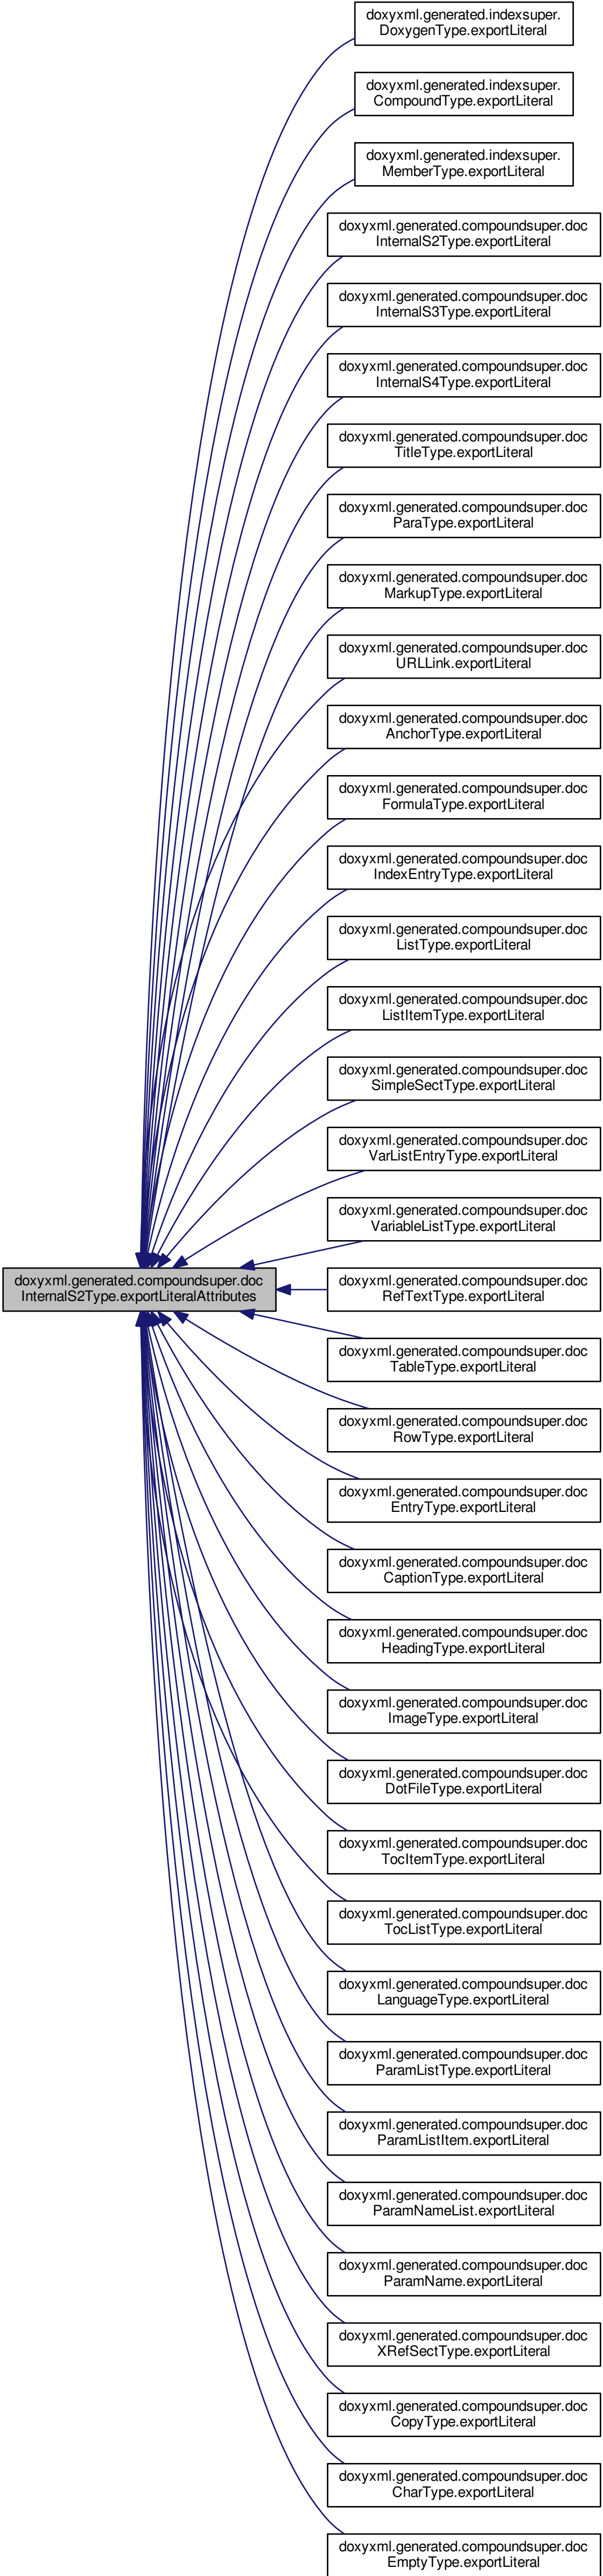 doxyxml.generated.indexsuper.
DoxygenType.exportLiteral
doxyxml.generated.indexsuper.
CompoundType.exportLiteral
doxyxml.generated.indexsuper.
MemberType.exportLiteral
doxyxml.generated.compoundsuper.doc
InternalS2Type.exportLiteral
doxyxml.generated.compoundsuper.doc
InternalS3Type.exportLiteral
doxyxml.generated.compoundsuper.doc
InternalS4Type.exportLiteral
doxyxml.generated.compoundsuper.doc
TitleType.exportLiteral
doxyxml.generated.compoundsuper.doc
ParaType.exportLiteral
doxyxml.generated.compoundsuper.doc
MarkupType.exportLiteral
doxyxml.generated.compoundsuper.doc
URLLink.exportLiteral
doxyxml.generated.compoundsuper.doc
AnchorType.exportLiteral
doxyxml.generated.compoundsuper.doc
FormulaType.exportLiteral
doxyxml.generated.compoundsuper.doc
IndexEntryType.exportLiteral
doxyxml.generated.compoundsuper.doc
ListType.exportLiteral
doxyxml.generated.compoundsuper.doc
ListItemType.exportLiteral
doxyxml.generated.compoundsuper.doc
SimpleSectType.exportLiteral
doxyxml.generated.compoundsuper.doc
VarListEntryType.exportLiteral
doxyxml.generated.compoundsuper.doc
VariableListType.exportLiteral
doxyxml.generated.compoundsuper.doc
InternalS2Type.exportLiteralAttributes
doxyxml.generated.compoundsuper.doc
RefTextType.exportLiteral
doxyxml.generated.compoundsuper.doc
TableType.exportLiteral
doxyxml.generated.compoundsuper.doc
RowType.exportLiteral
doxyxml.generated.compoundsuper.doc
EntryType.exportLiteral
doxyxml.generated.compoundsuper.doc
CaptionType.exportLiteral
doxyxml.generated.compoundsuper.doc
HeadingType.exportLiteral
doxyxml.generated.compoundsuper.doc
ImageType.exportLiteral
doxyxml.generated.compoundsuper.doc
DotFileType.exportLiteral
doxyxml.generated.compoundsuper.doc
TocItemType.exportLiteral
doxyxml.generated.compoundsuper.doc
TocListType.exportLiteral
doxyxml.generated.compoundsuper.doc
LanguageType.exportLiteral
doxyxml.generated.compoundsuper.doc
ParamListType.exportLiteral
doxyxml.generated.compoundsuper.doc
ParamListItem.exportLiteral
doxyxml.generated.compoundsuper.doc
ParamNameList.exportLiteral
doxyxml.generated.compoundsuper.doc
ParamName.exportLiteral
doxyxml.generated.compoundsuper.doc
XRefSectType.exportLiteral
doxyxml.generated.compoundsuper.doc
CopyType.exportLiteral
doxyxml.generated.compoundsuper.doc
CharType.exportLiteral
doxyxml.generated.compoundsuper.doc
EmptyType.exportLiteral